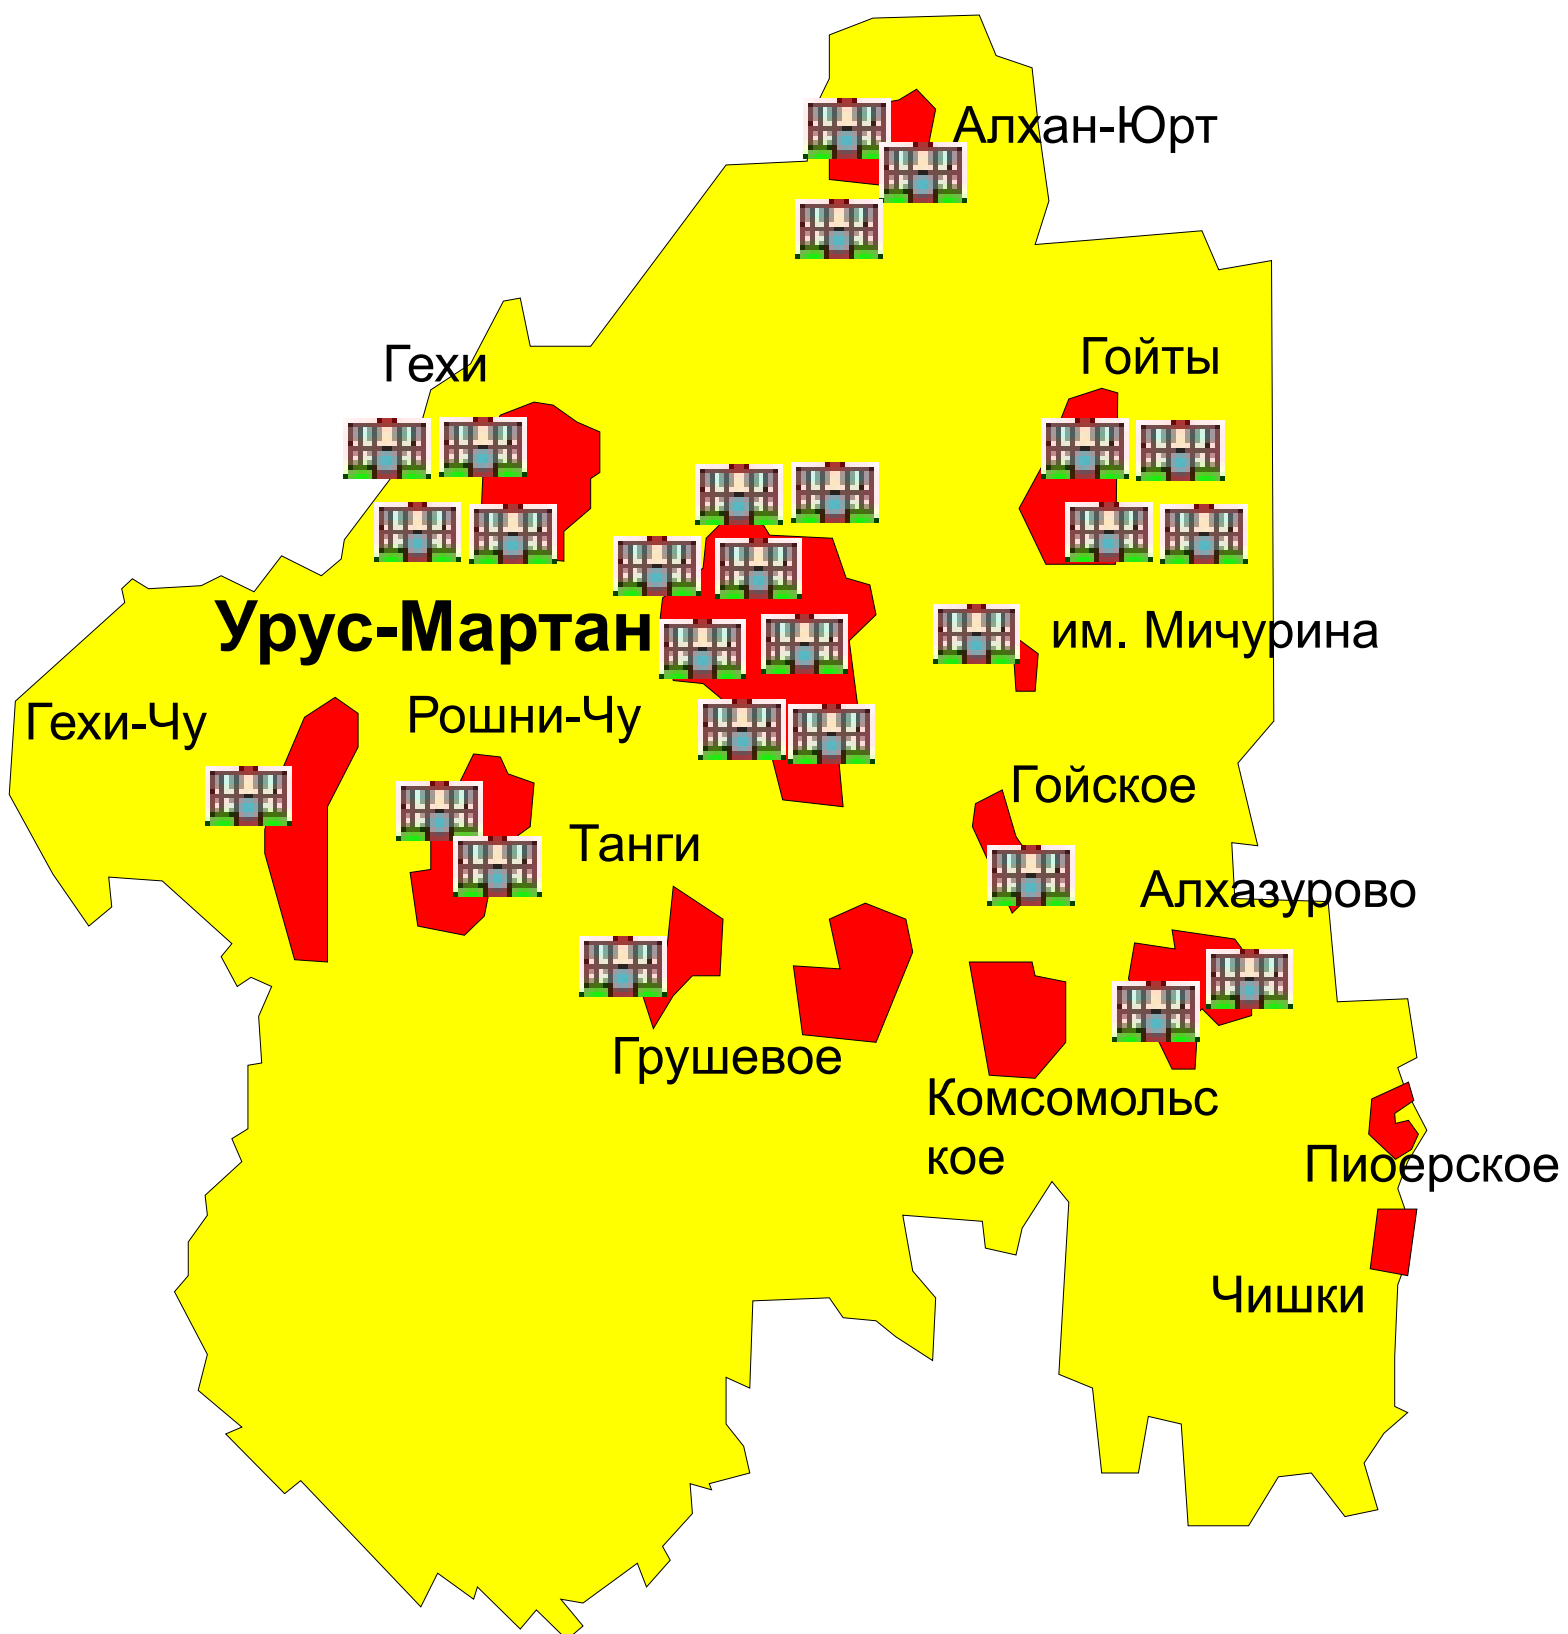 Алхан-Юрт
Гехи
Гойты
Урус-Мартан
им. Мичурина
Гехи-Чу
Рошни-Чу
Гойское
Танги
Алхазурово
Грушевое
Комсомольс
кое
Пиоерское
Чишки